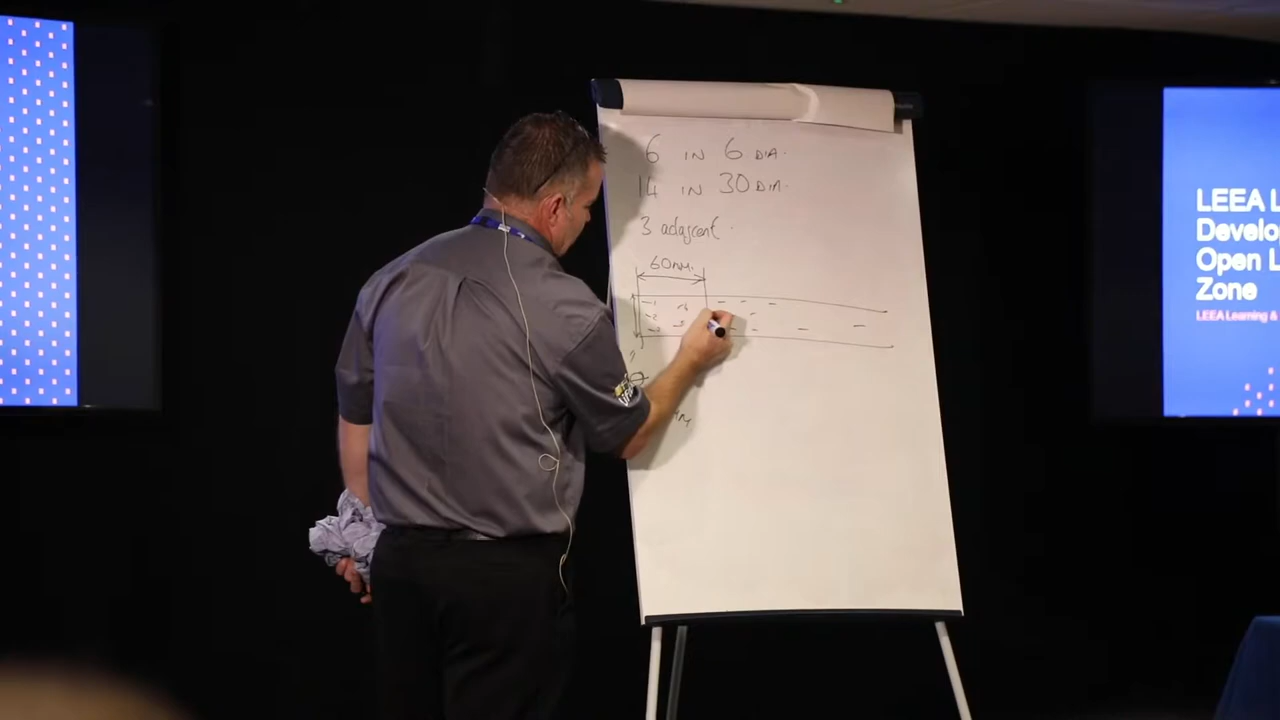 6 IN 6 DIA.
14 IN 30 DIA.
3 adjacent.
60MM.
LEEA L
Develo
Open L
Zone
LEEA Learning &